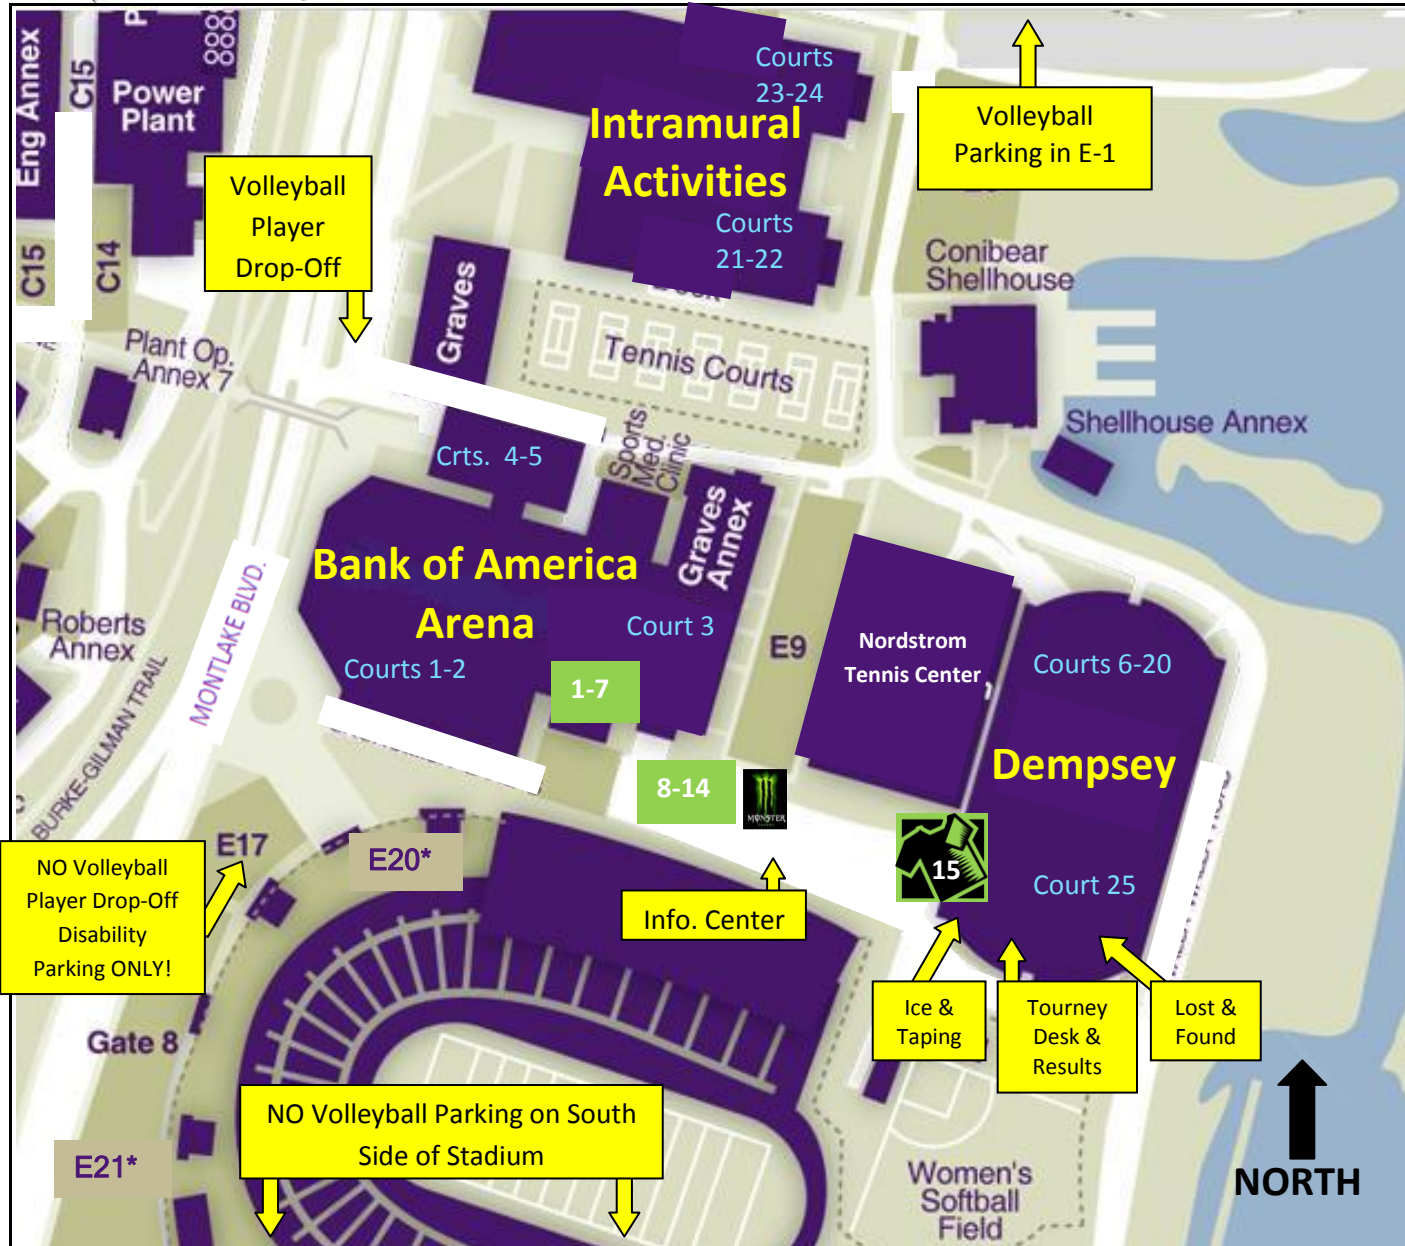 Eng Annex
C15
Power
Plant
Courts
23-24
Intramural
Activities
Courts
21-22
Volleyball
Parking in E-1
Volleyball
Player
Drop-Off
C15
C14
Graves
Conibear
Shellhouse
Plant Op.
Annex 7
Tennis Courts
Shellhouse Annex
Crts. 4-5
Sports
Med.
Clinic
Graves
Annex
Bank of America
Arena
Court 3
Courts 1-2
1-7
MONTLAKE BLVD.
Roberts
Annex
BURKE-GILMAN TRAIL
E9
Nordstrom
Tennis Center
Courts 6-20
Dempsey
8-14
MONSTER
15
Court 25
E17
E20*
NO Volleyball
Player Drop-Off
Disability
Parking ONLY!
Info. Center
Ice &
Taping
Tourney
Desk &
Results
Lost &
Found
Gate 8
NO Volleyball Parking on South
Side of Stadium
E21*
Women's
Softball
Field
NORTH